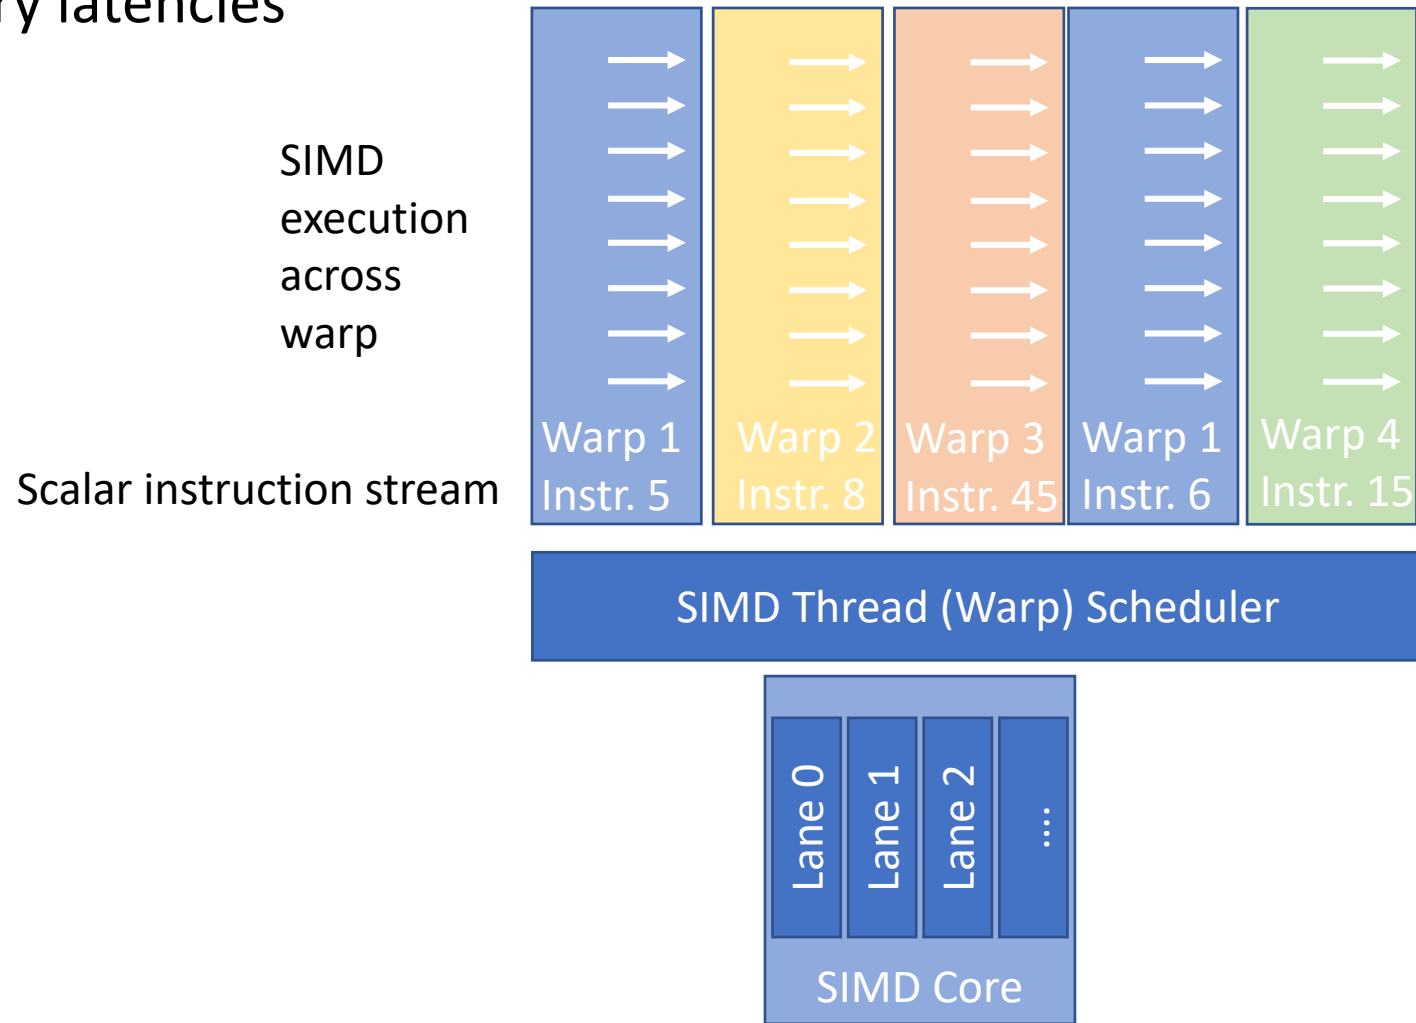 ry latencies
SIMD
execution
across
warp
Scalar instruction stream
Warp 1
Instr. 5
Warp 2
Instr. 8
Warp 3
Instr. 45
Warp 1
Instr. 6
Warp 4
Instr. 15
SIMD Thread (Warp) Scheduler
Lane 0
Lane 1
Lane 2
....
SIMD Core